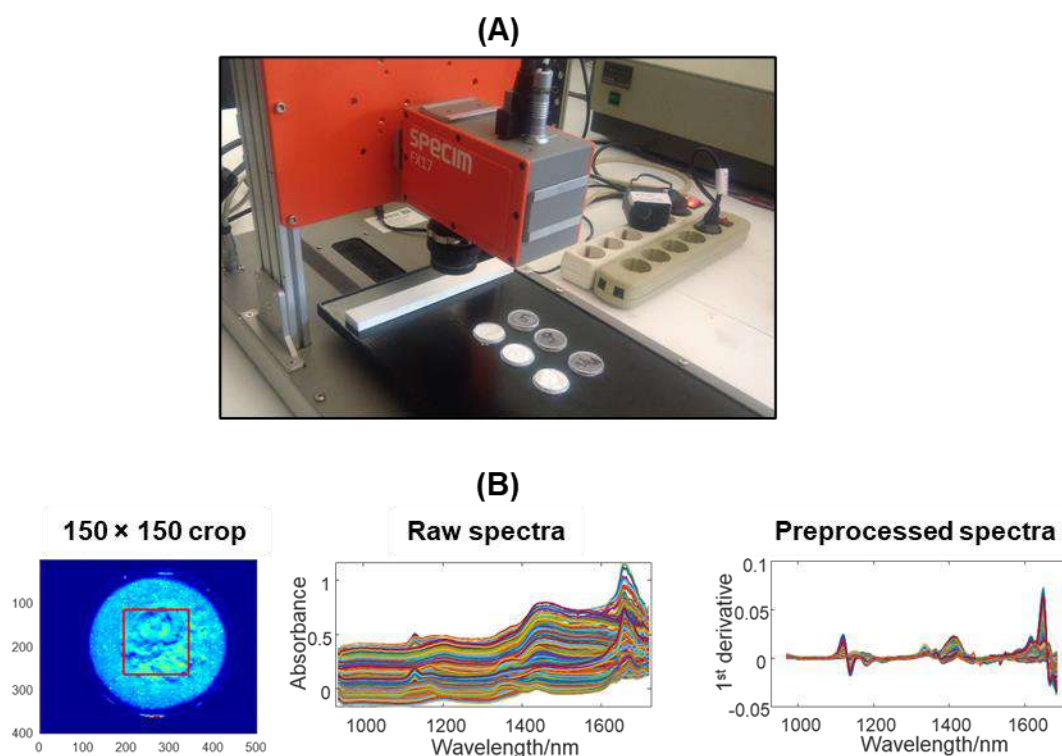 (A)
SPECIM
FX17
(B)
150 × 150 crop
Raw spectra
Preprocessed spectra
100
200
300
400
0 100 200 300 400 500
Absorbance
1
0.5
0
1000 1200 1400 1600
Wavelength/nm
1st derivative
0.1
0.05
0
-0.05
1000 1200 1400 1600
Wavelength/nm